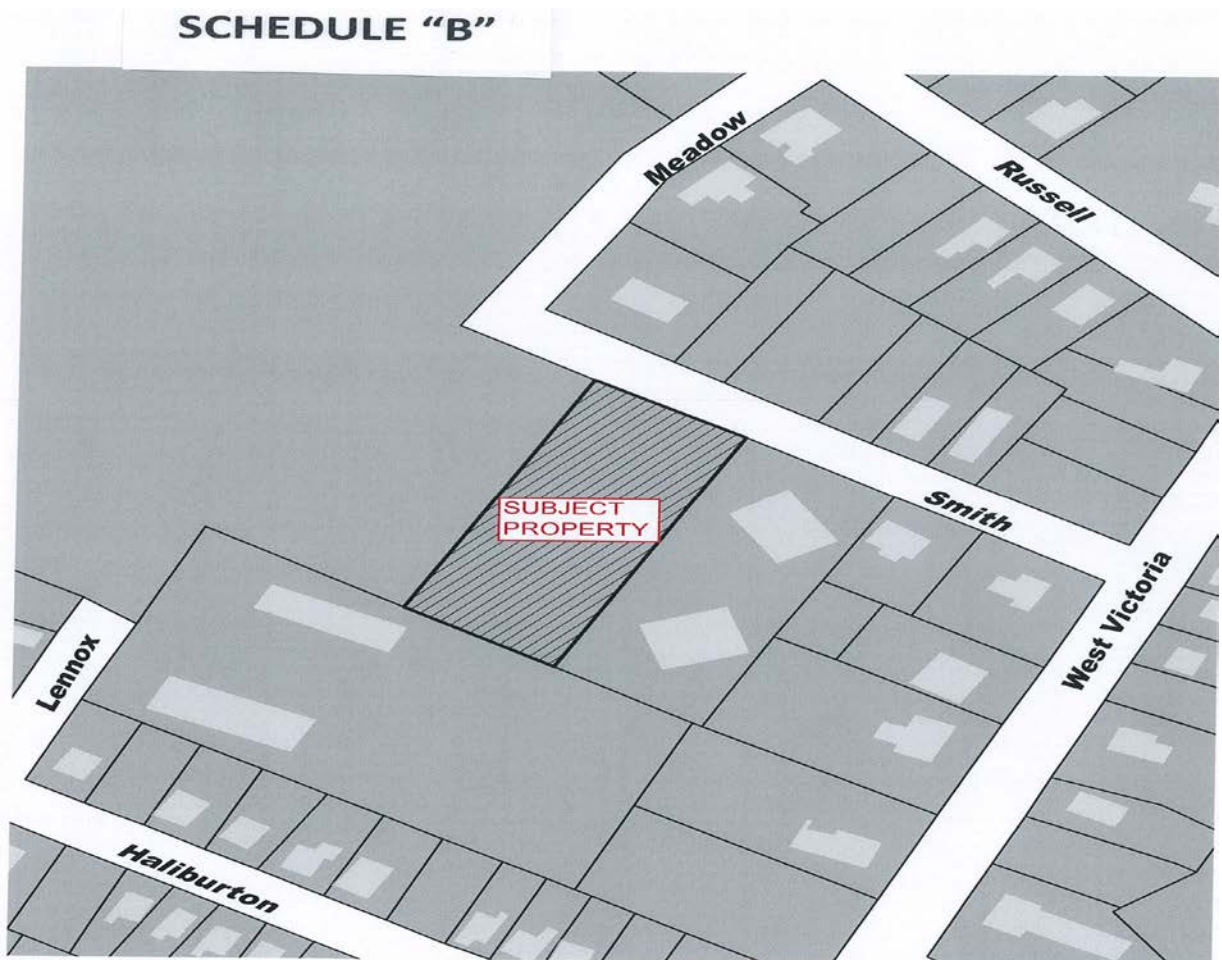 SCHEDULE “B”
Meadow
Russell
SUBJECT
PROPERTY
Smith
West Victoria
Lennox
Haliburton